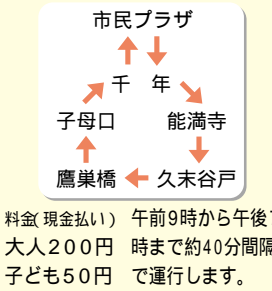 市民プラザ
千 年
子母口 能満寺
鷹巣橋 久末谷戸
料金(現金払い) 午前9時から午後
大人200円 時まで約40分間隔
子ども50円 で運行します。